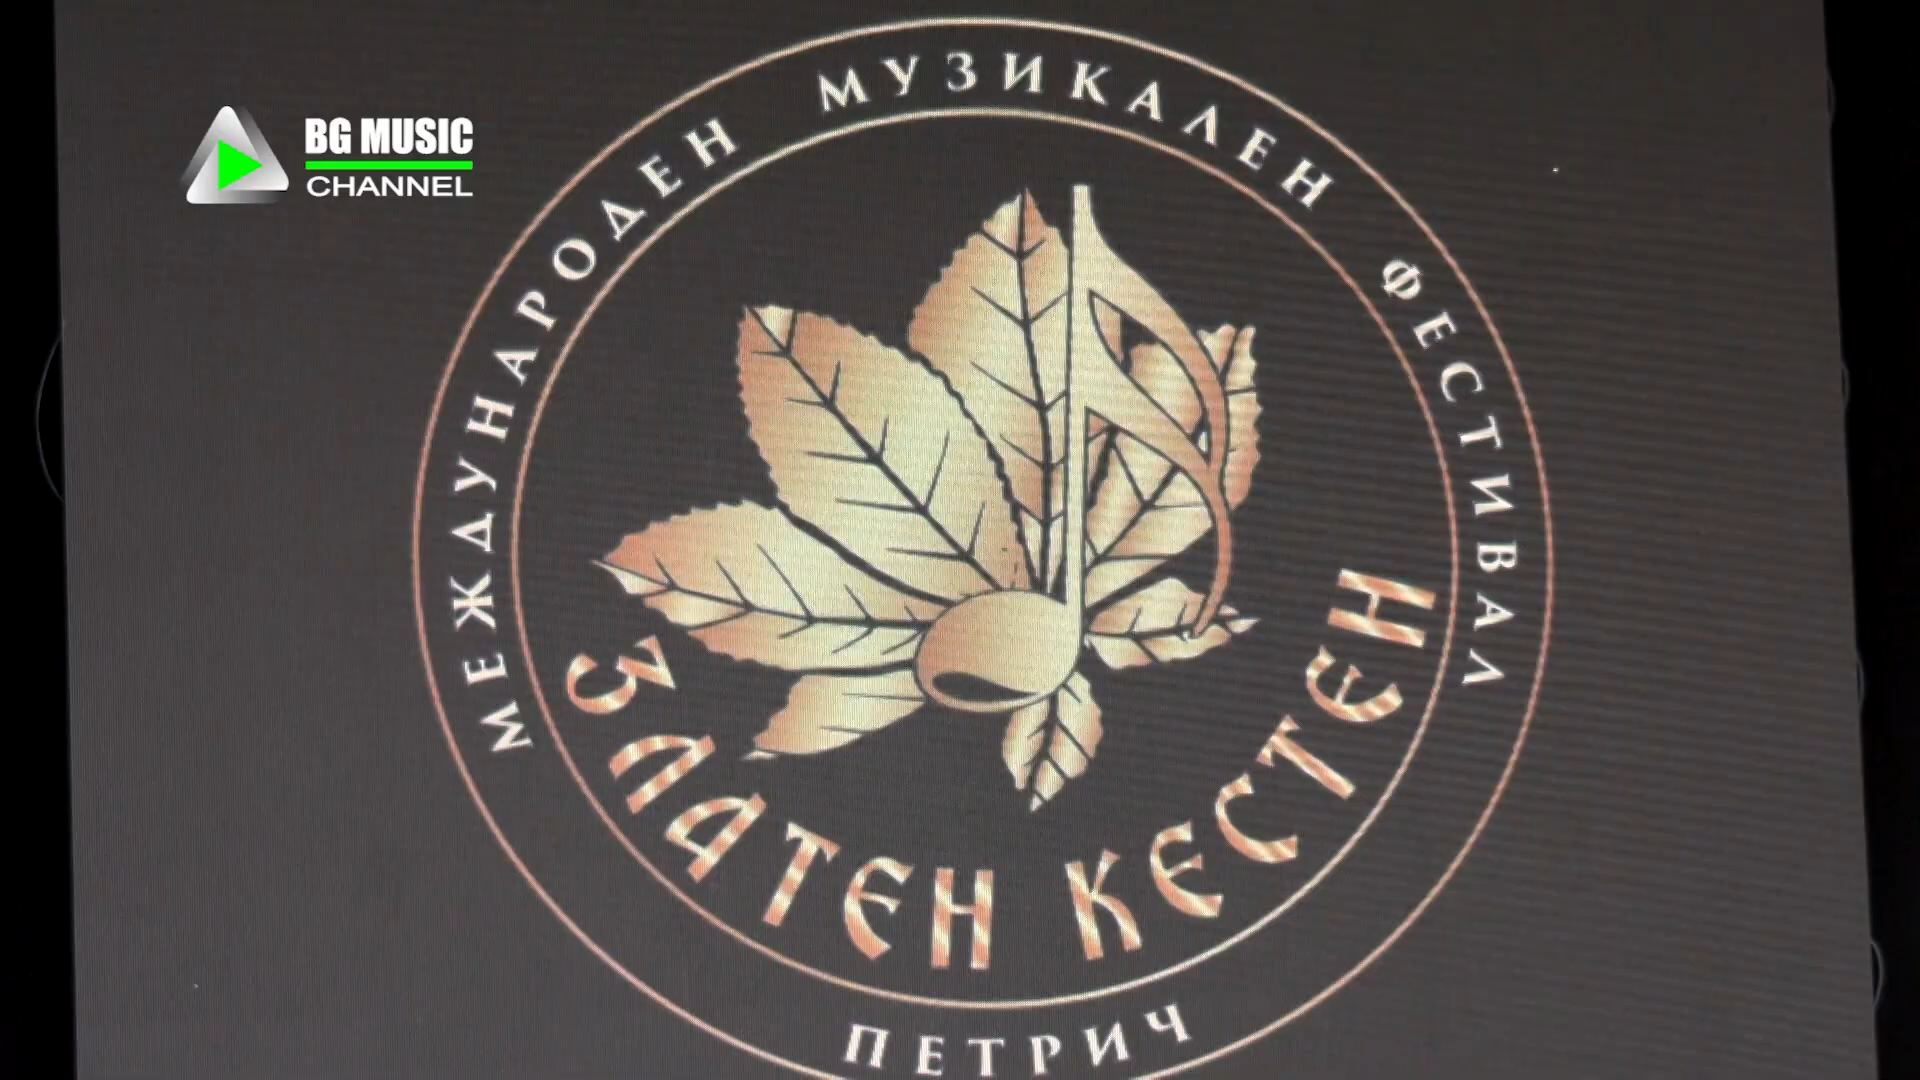 BG MUSIC
CHANNEL
МЕЖДУНАРОДЕН МУЗИКАЛЕН ФЕСТИВАЛ
ЗЛАТЕН КЕСТЕН
ПЕТРИЧ